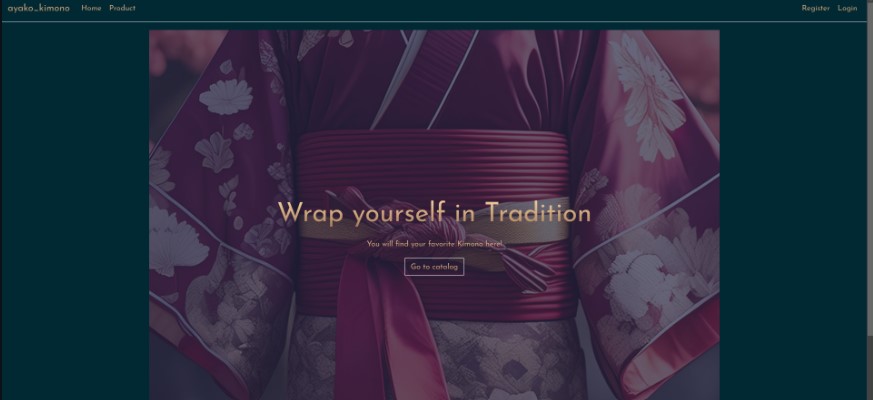 ayako_kimono Home Product Register Login
Wrap yourself in Tradition
You will find your favorite Kimono here!
Go to catalog